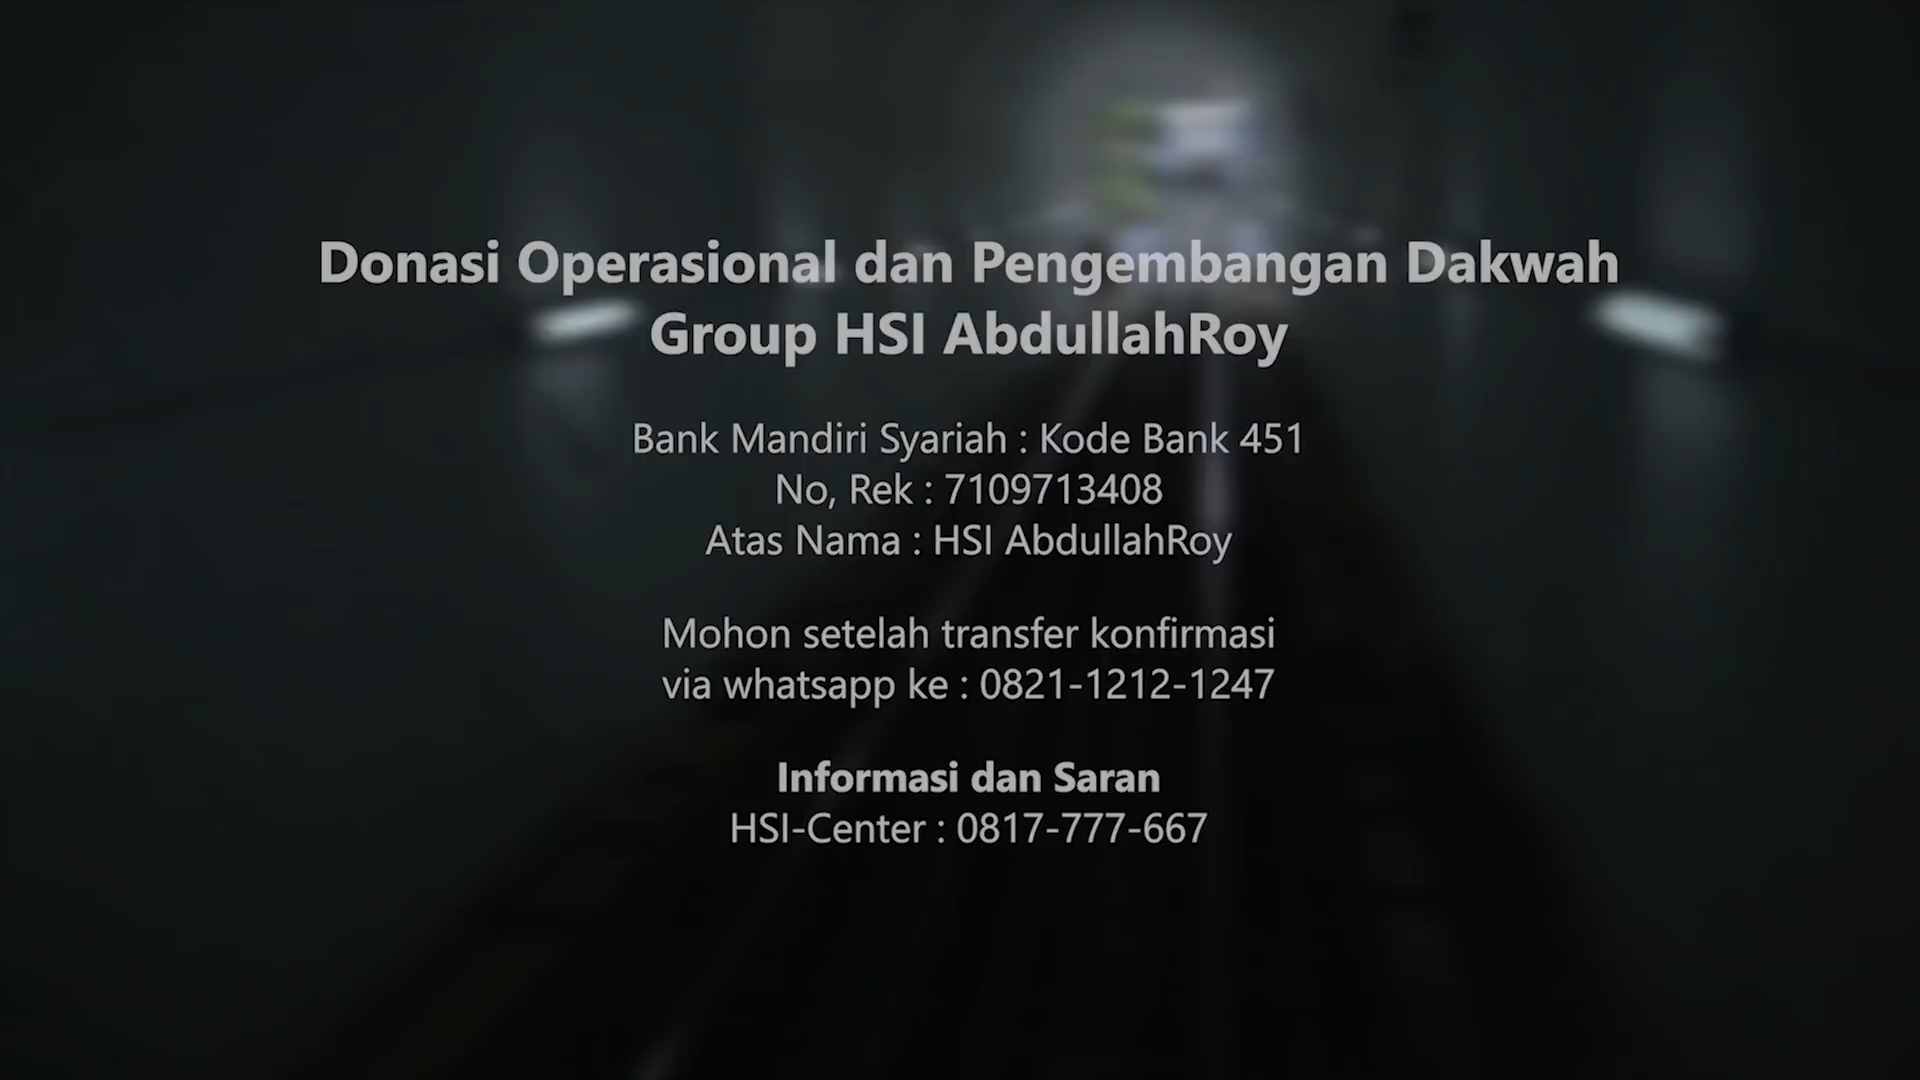 Donasi Operasional dan Pengembangan Dakwah
Group HSI AbdullahRoy
Bank Mandiri Syariah : Kode Bank 451
No, Rek : 7109713408
Atas Nama : HSI AbdullahRoy
Mohon setelah transfer konfirmasi
via whatsapp ke : 0821-1212-1247
Informasi dan Saran
HSI-Center : 0817-777-667